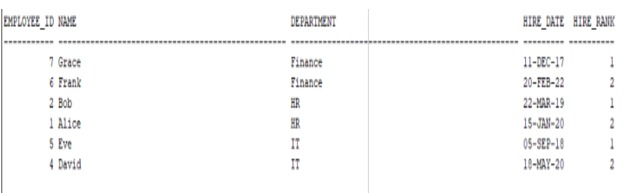 EMPLOYEE_ID NAME DEPARTMENT HIRE_DATE HIRE_RANK
7 Grace Finance 11-DEC-17 1
6 Frank Finance 20-FEB-22 2
2 Bob HR 22-MAR-19 1
1 Alice HR 15-JAN-20 2
5 Eve IT 05-SEP-18 1
4 David IT 18-MAY-20 2